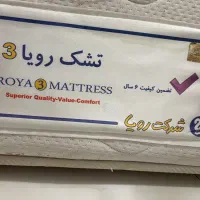 تشک رویا 3
ROYA 3 MATTRESS
Superior Quality-Value-Comfort
تضمین کیفیت ۶ سال
شرکت رویا